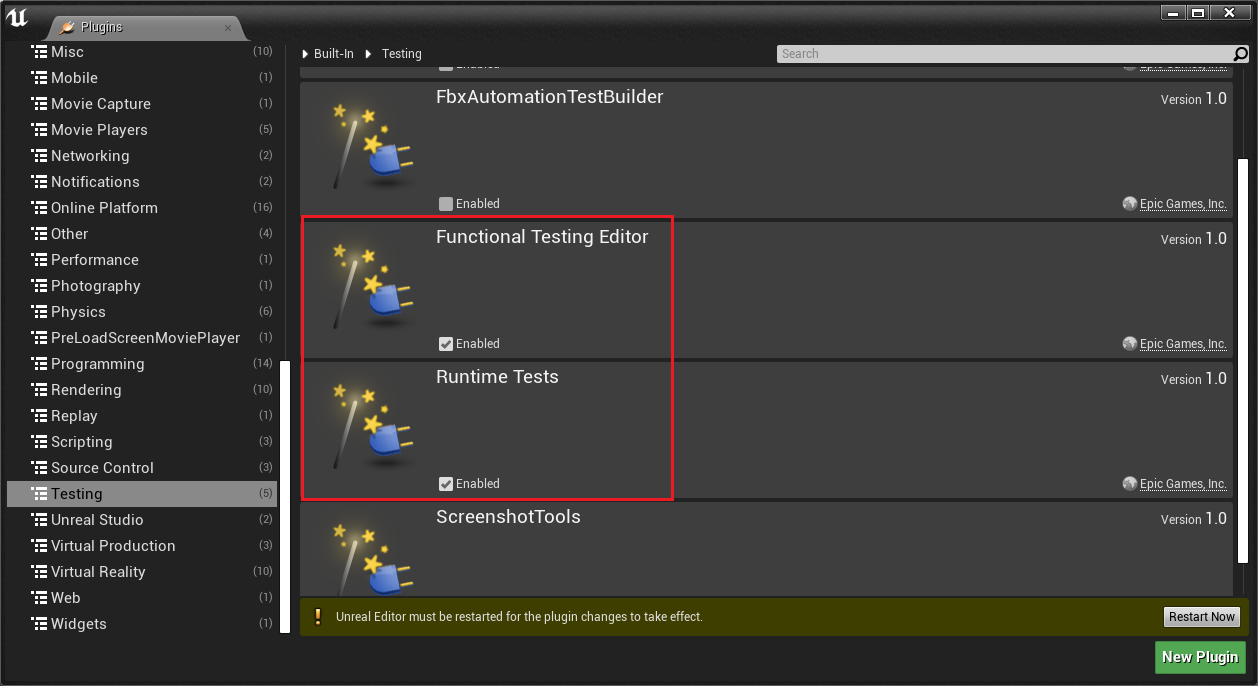 Plugins
Misc (10)
Mobile (1)
Movie Capture (1)
Movie Players (5)
Networking (2)
Notifications (2)
Online Platform (16)
Other (4)
Performance (1)
Photography (1)
Physics (6)
PreLoadScreenMoviePlayer (1)
Programming (14)
Rendering (10)
Replay (1)
Scripting (3)
Source Control (3)
Testing (5)
Unreal Studio (2)
Virtual Production (3)
Virtual Reality (10)
Web (1)
Widgets (1)
Built-In Testing
Search
Enabled Epic Games, Inc.
FbxAutomationTestBuilder Version 1.0
Enabled Epic Games, Inc.
Functional Testing Editor Version 1.0
Enabled Epic Games, Inc.
Runtime Tests Version 1.0
Enabled Epic Games, Inc.
ScreenshotTools Version 1.0
! Unreal Editor must be restarted for the plugin changes to take effect. Restart Now
New Plugin